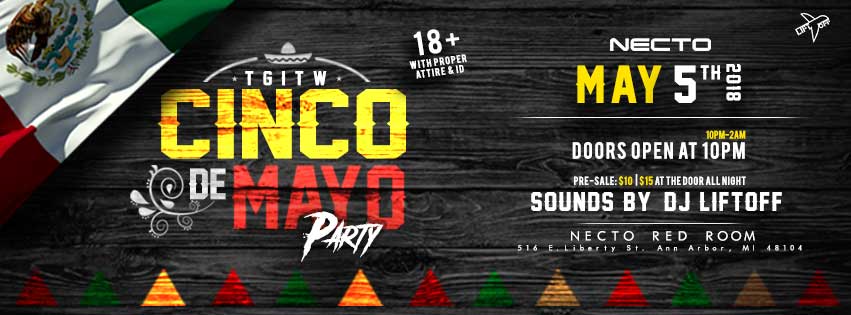 TGITW
CINCO
DE MAYO
PARTY
18+
WITH PROPER
ATTIRE & ID
NECTO
LIFT OFF
MAY 5TH 2018
10PM-2AM
DOORS OPEN AT 10PM
PRE-SALE: $10 | $15 AT THE DOOR ALL NIGHT
SOUNDS BY DJ LIFTOFF
NECTO RED ROOM
516 E.Liberty St. Ann Arbor, MI 48104